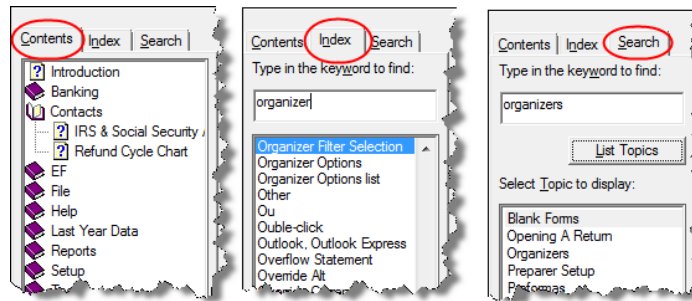 Contents Index Search
Introduction
Banking
Contacts
IRS & Social Security
Refund Cycle Chart
EF
File
Help
Last Year Data
Reports
Setup
Contents Index Search
Type in the keyword to find:
organizer
Organizer Filter Selection
Organizer Options
Organizer Options list
Other
Ou
Ouble-click
Outlook, Outlook Express
Overflow Statement
Override Alt
Contents Index Search
Type in the keyword to find:
organizers
List Topics
Select Topic to display:
Blank Forms
Opening A Return
Organizers
Preparer Setup
Proformas